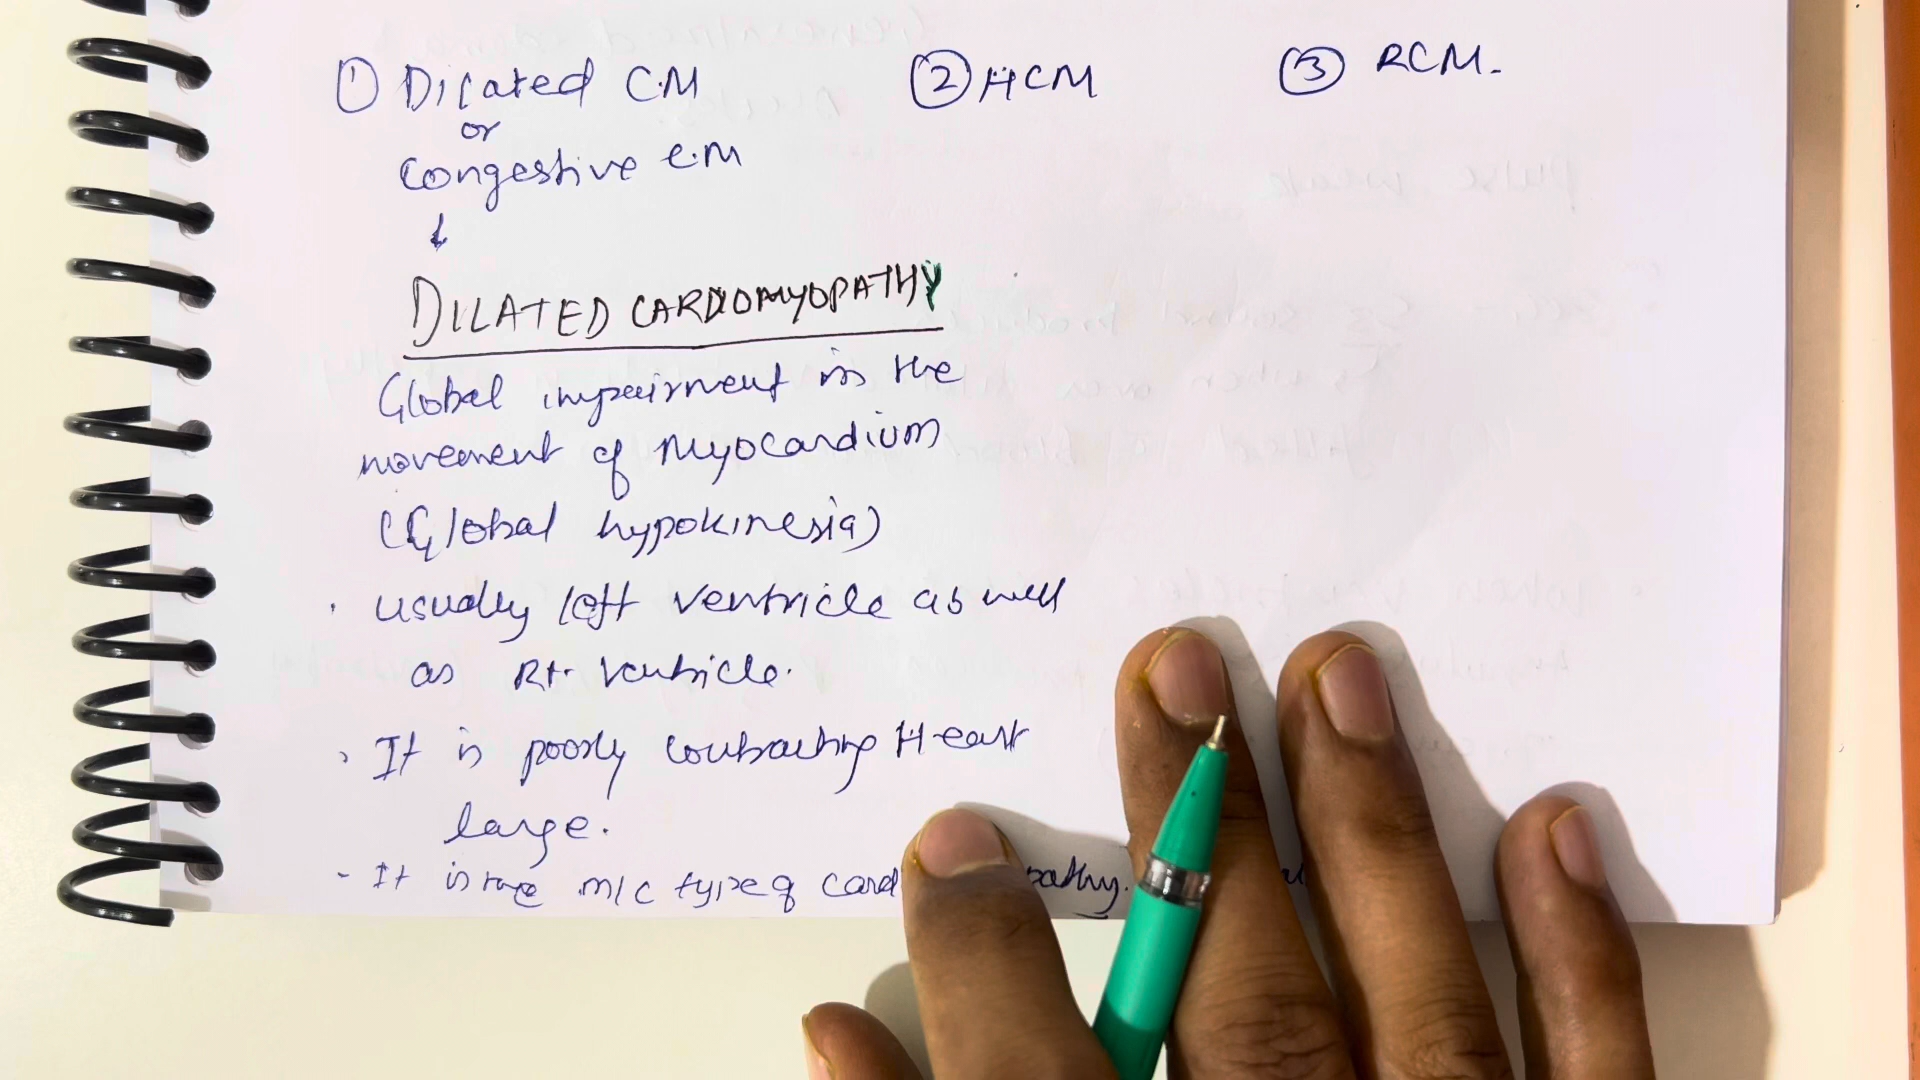 ① Dilated C.M ② HCM ③ RCM.
or
Congestive C.M
DILATED CARDIOMYOPATHY
Global impairment in the
movement of Myocardium
(Global hypokinesia)
. usually left ventricle as well
as Rt. ventricle.
. It is poorly contracting Heart
large.
- It is the m/c type of card pathy.